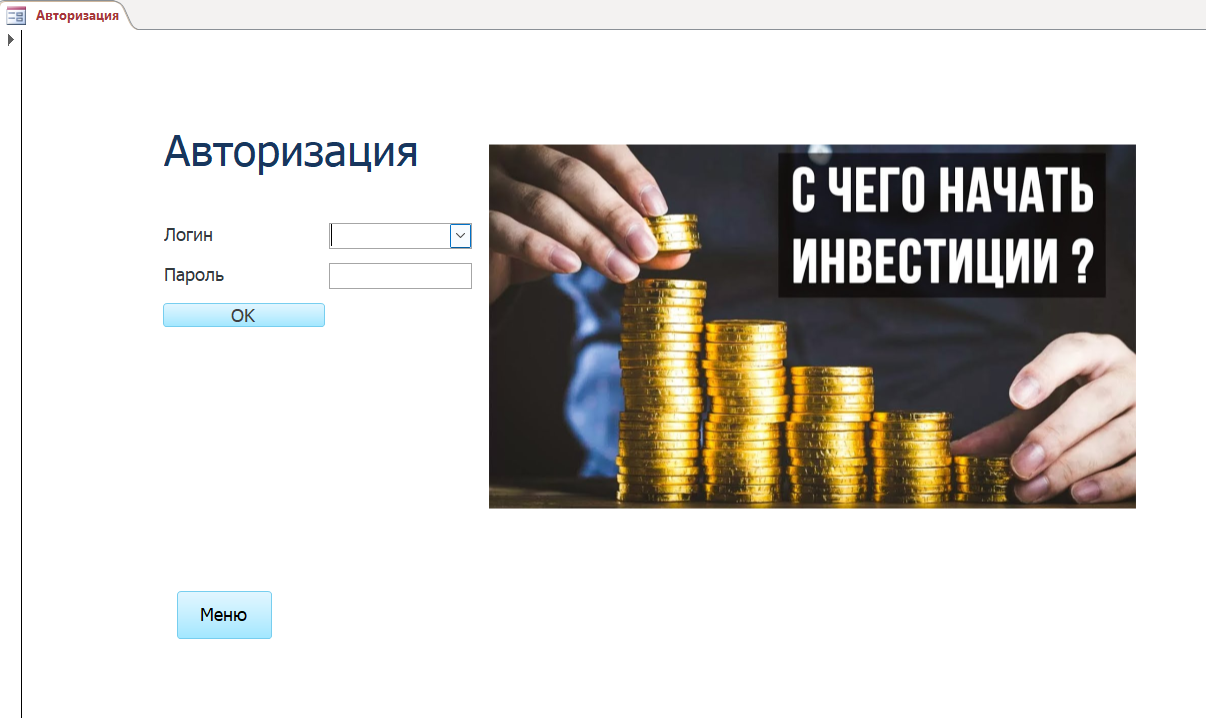 Авторизация
Авторизация
Логин
Пароль
OK
С ЧЕГО НАЧАТЬ
ИНВЕСТИЦИИ ?
Меню